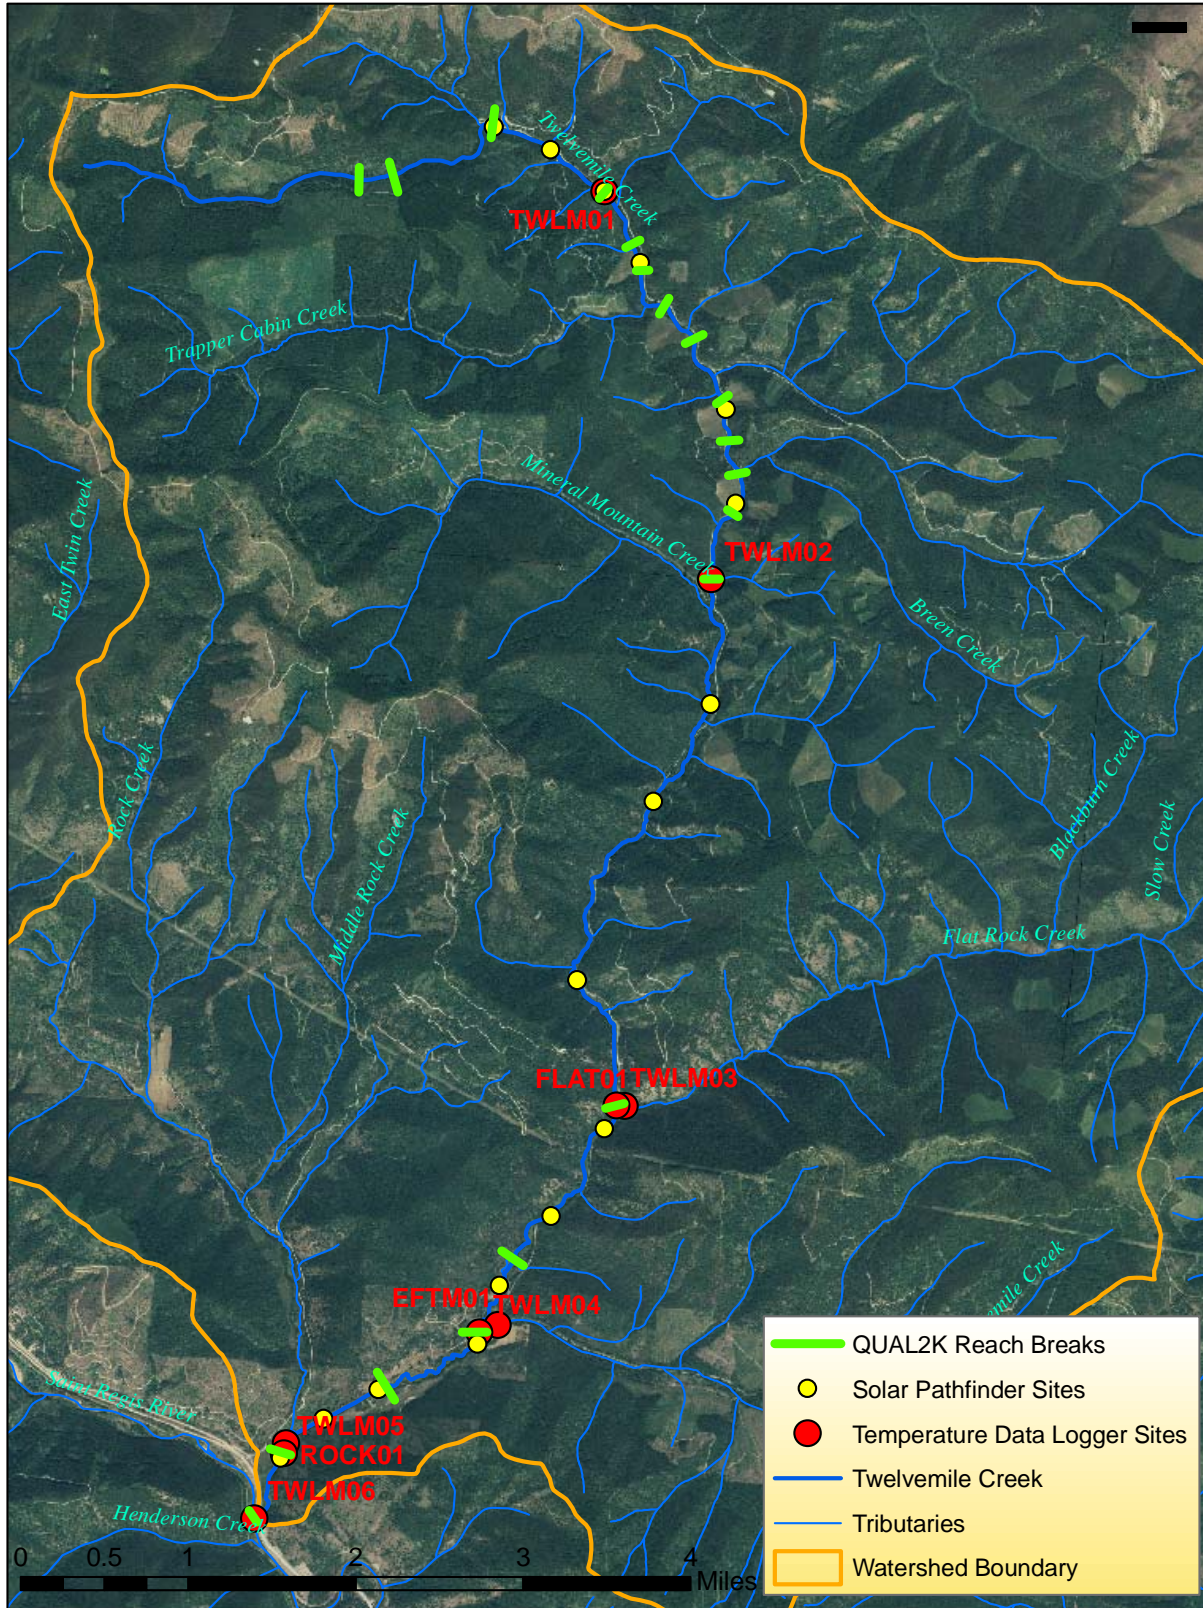 Twelvemile Creek
TWLM01
Trapper Cabin Creek
Mineral Mountain Creek
TWLM02
East Twin Creek
Breen Creek
Rock Creek
Middle Rock Creek
Blackburn Creek
Slow Creek
Flat Rock Creek
FLAT01 TWLM03
emile Creek
EFTM01 TWLM04
Saint Regis River
TWLM05
ROCK01
TWLM06
Henderson Creek
0 0.5 1 2 3 4
Miles
QUAL2K Reach Breaks
Solar Pathfinder Sites
Temperature Data Logger Sites
Twelvemile Creek
Tributaries
Watershed Boundary